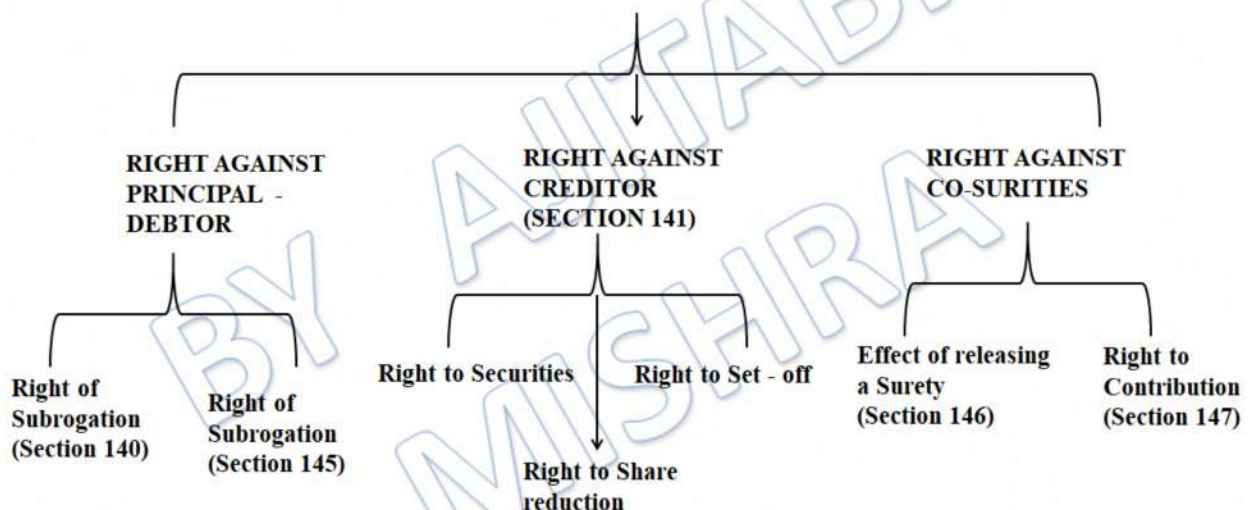 RIGHT AGAINST
PRINCIPAL -
DEBTOR
RIGHT AGAINST
CREDITOR
(SECTION 141)
RIGHT AGAINST
CO-SURITIES
Right of
Subrogation
(Section 140)
Right of
Subrogation
(Section 145)
Right to Securities
Right to Share
reduction
Right to Set - off
Effect of releasing
a Surety
(Section 146)
Right to
Contribution
(Section 147)
BY
MISHRA